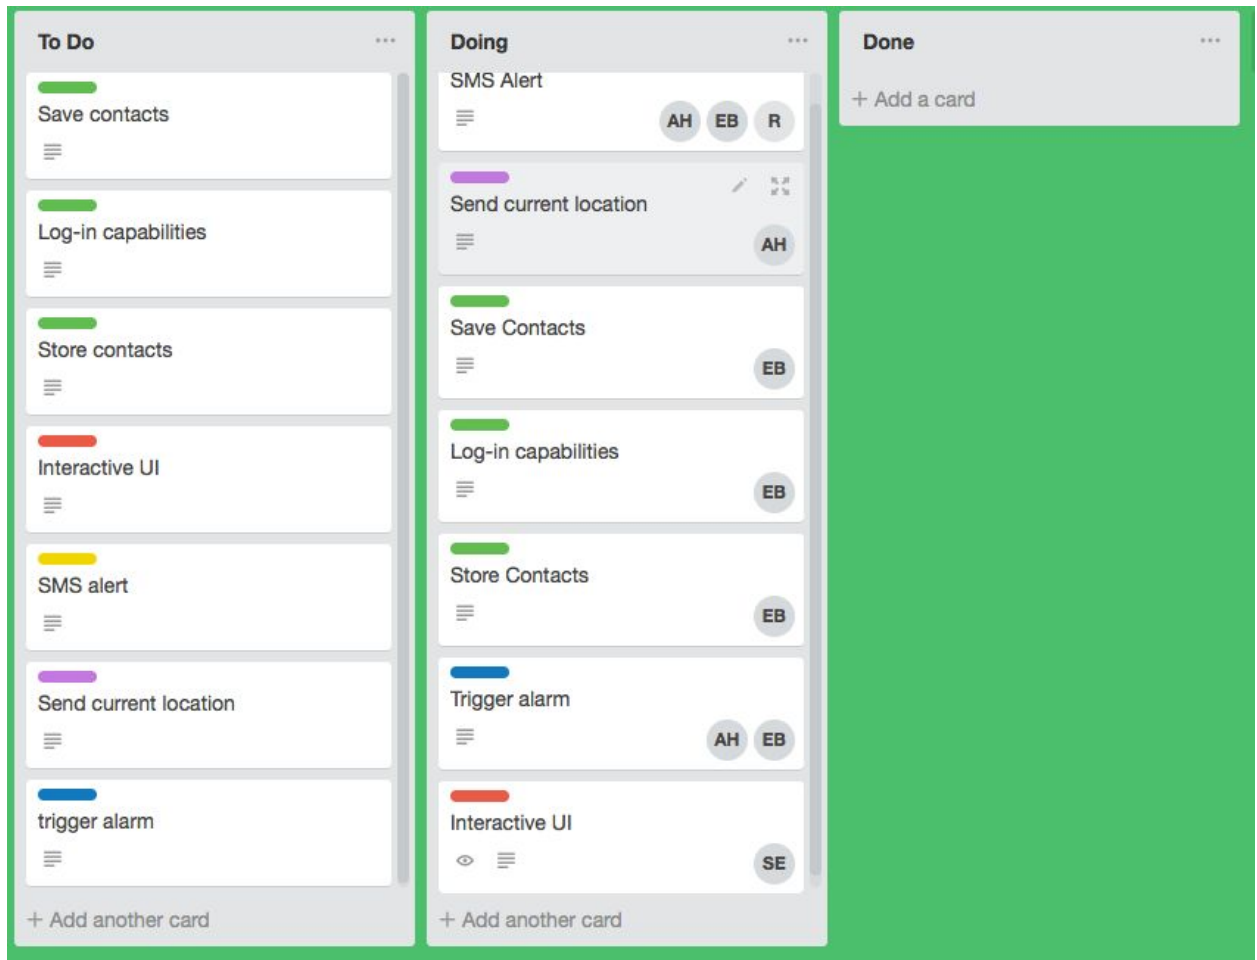 To Do
Save contacts
Log-in capabilities
Store contacts
Interactive UI
SMS alert
Send current location
trigger alarm
+ Add another card
Doing
SMS Alert
AH EB R
Send current location
AH
Save Contacts
EB
Log-in capabilities
EB
Store Contacts
EB
Trigger alarm
AH EB
Interactive UI
SE
+ Add another card
Done
+ Add a card